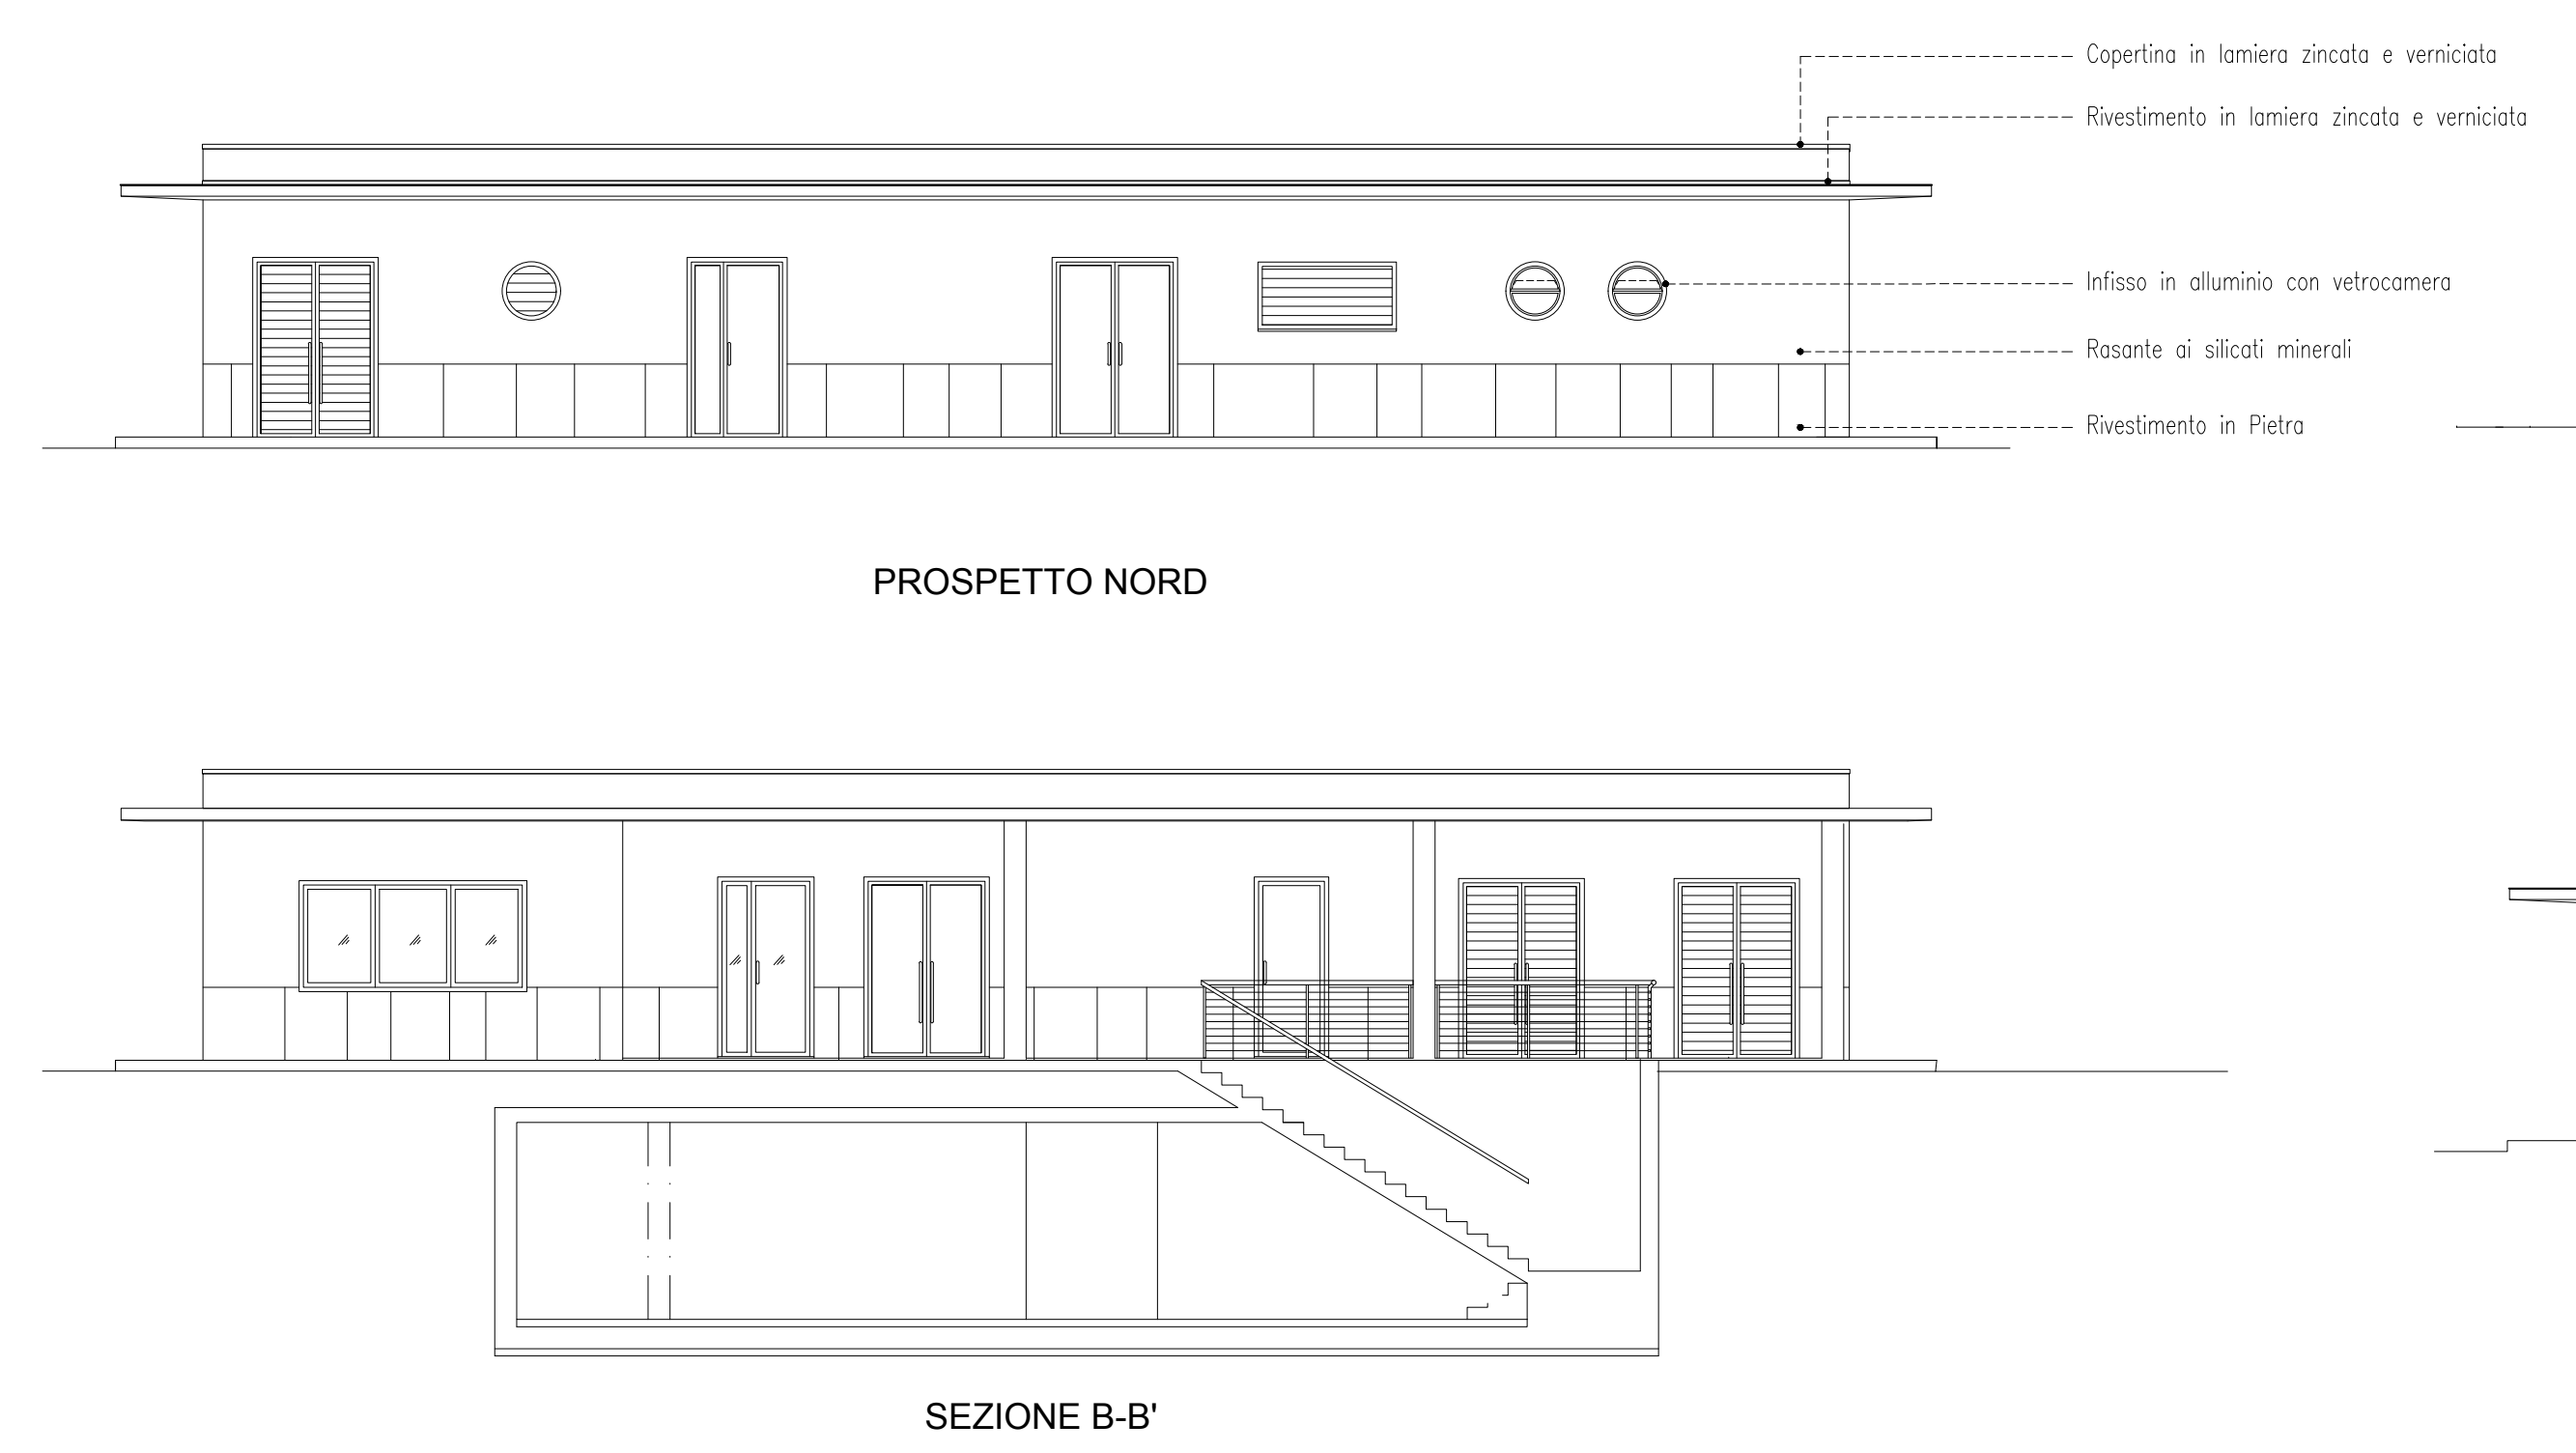 Copertina in lamiera zincata e verniciata
Rivestimento in lamiera zincata e verniciata
Infisso in alluminio con vetrocamera
Rasante ai silicati minerali
Rivestimento in Pietra
PROSPETTO NORD
SEZIONE B-B'